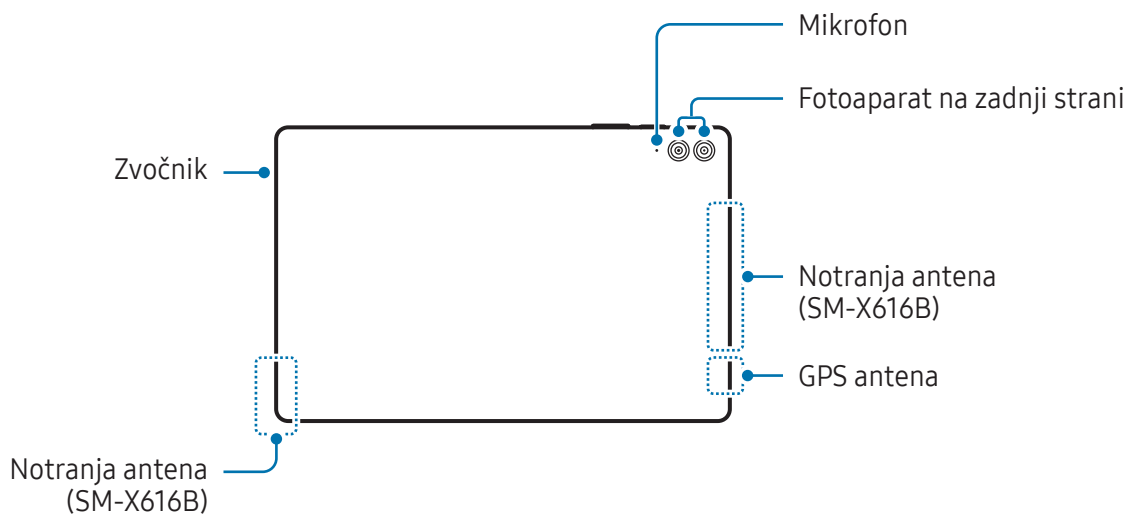 Mikrofon
Fotoaparat na zadnji strani
Zvočnik
Notranja antena
(SM-X616B)
GPS antena
Notranja antena
(SM-X616B)